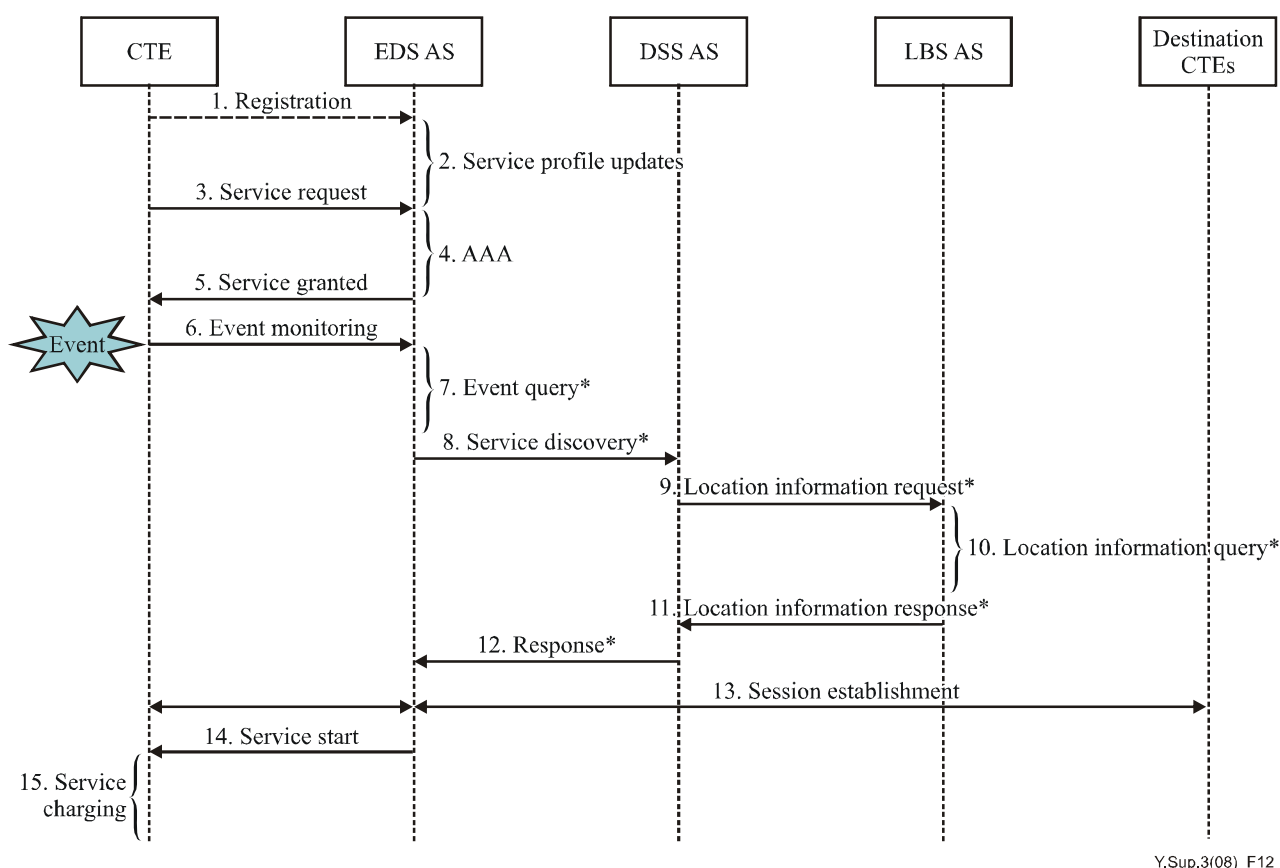 CTE
EDS AS
DSS AS
LBS AS
Destination
CTEs
1. Registration
2. Service profile updates
3. Service request
4. AAA
5. Service granted
Event
6. Event monitoring
7. Event query*
8. Service discovery*
9. Location information request*
10. Location information query*
11. Location information response*
12. Response*
13. Session establishment
14. Service start
15. Service
charging
Y.Sup.3(08)_F12